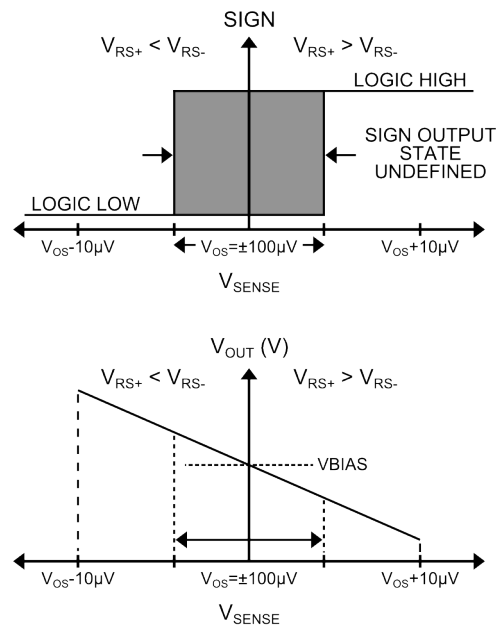 SIGN
VRS+ < VRS-
VRS+ > VRS-
LOGIC HIGH
SIGN OUTPUT
STATE
UNDEFINED
LOGIC LOW
VOS-10µV
VOS=±100µV
VOS+10µV
VSENSE
VOUT (V)
VRS+ < VRS-
VRS+ > VRS-
VBIAS
VOS-10µV
VOS=±100µV
VOS+10µV
VSENSE